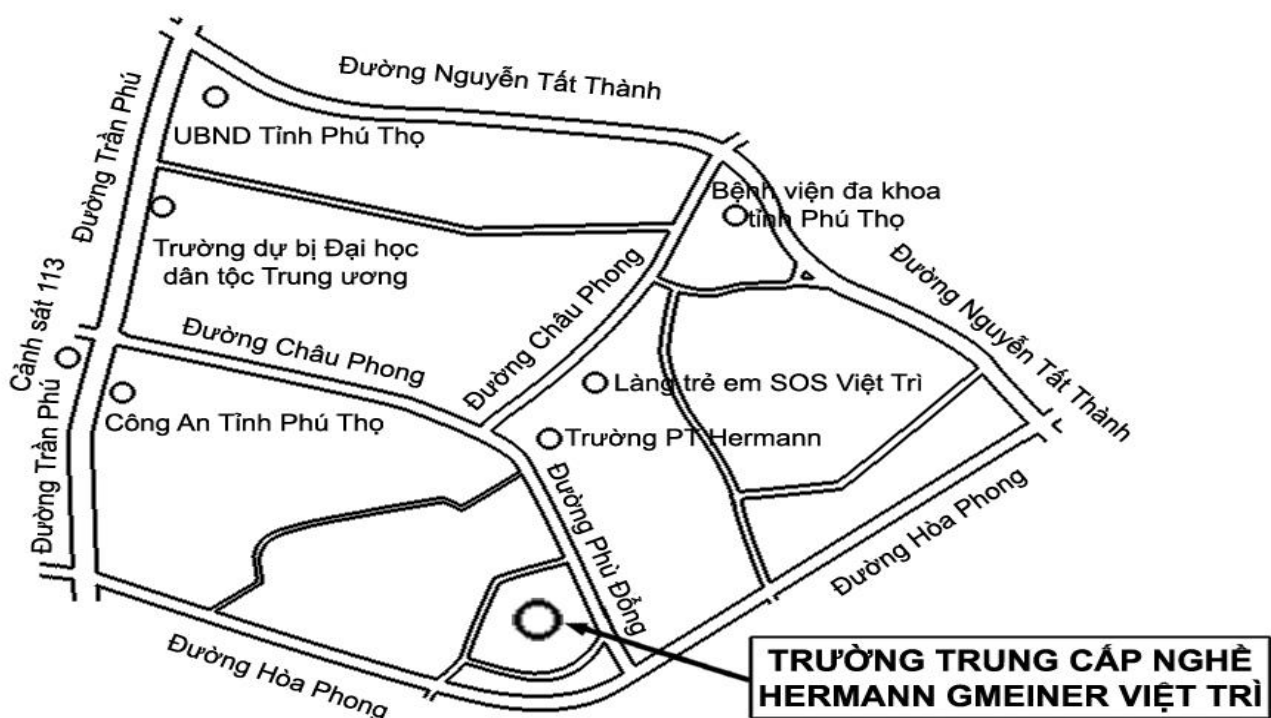 Đường Nguyễn Tất Thành
Đường Trần Phú
UBND Tỉnh Phú Thọ
Bệnh viện đa khoa
tỉnh Phú Thọ
Trường dự bị Đại học
dân tộc Trung ương
Đường Châu Phong
Đường Nguyễn Tất Thành
Cảnh sát 113
Đường Châu Phong
Làng trẻ em SOS Việt Trì
Công An Tỉnh Phú Thọ
Trường PT Hermann
Đường Trần Phú
Đường Phù Đổng
Đường Hòa Phong
Đường Hòa Phong
TRƯỜNG TRUNG CẤP NGHỀ
HERMANN GMEINER VIỆT TRÌ